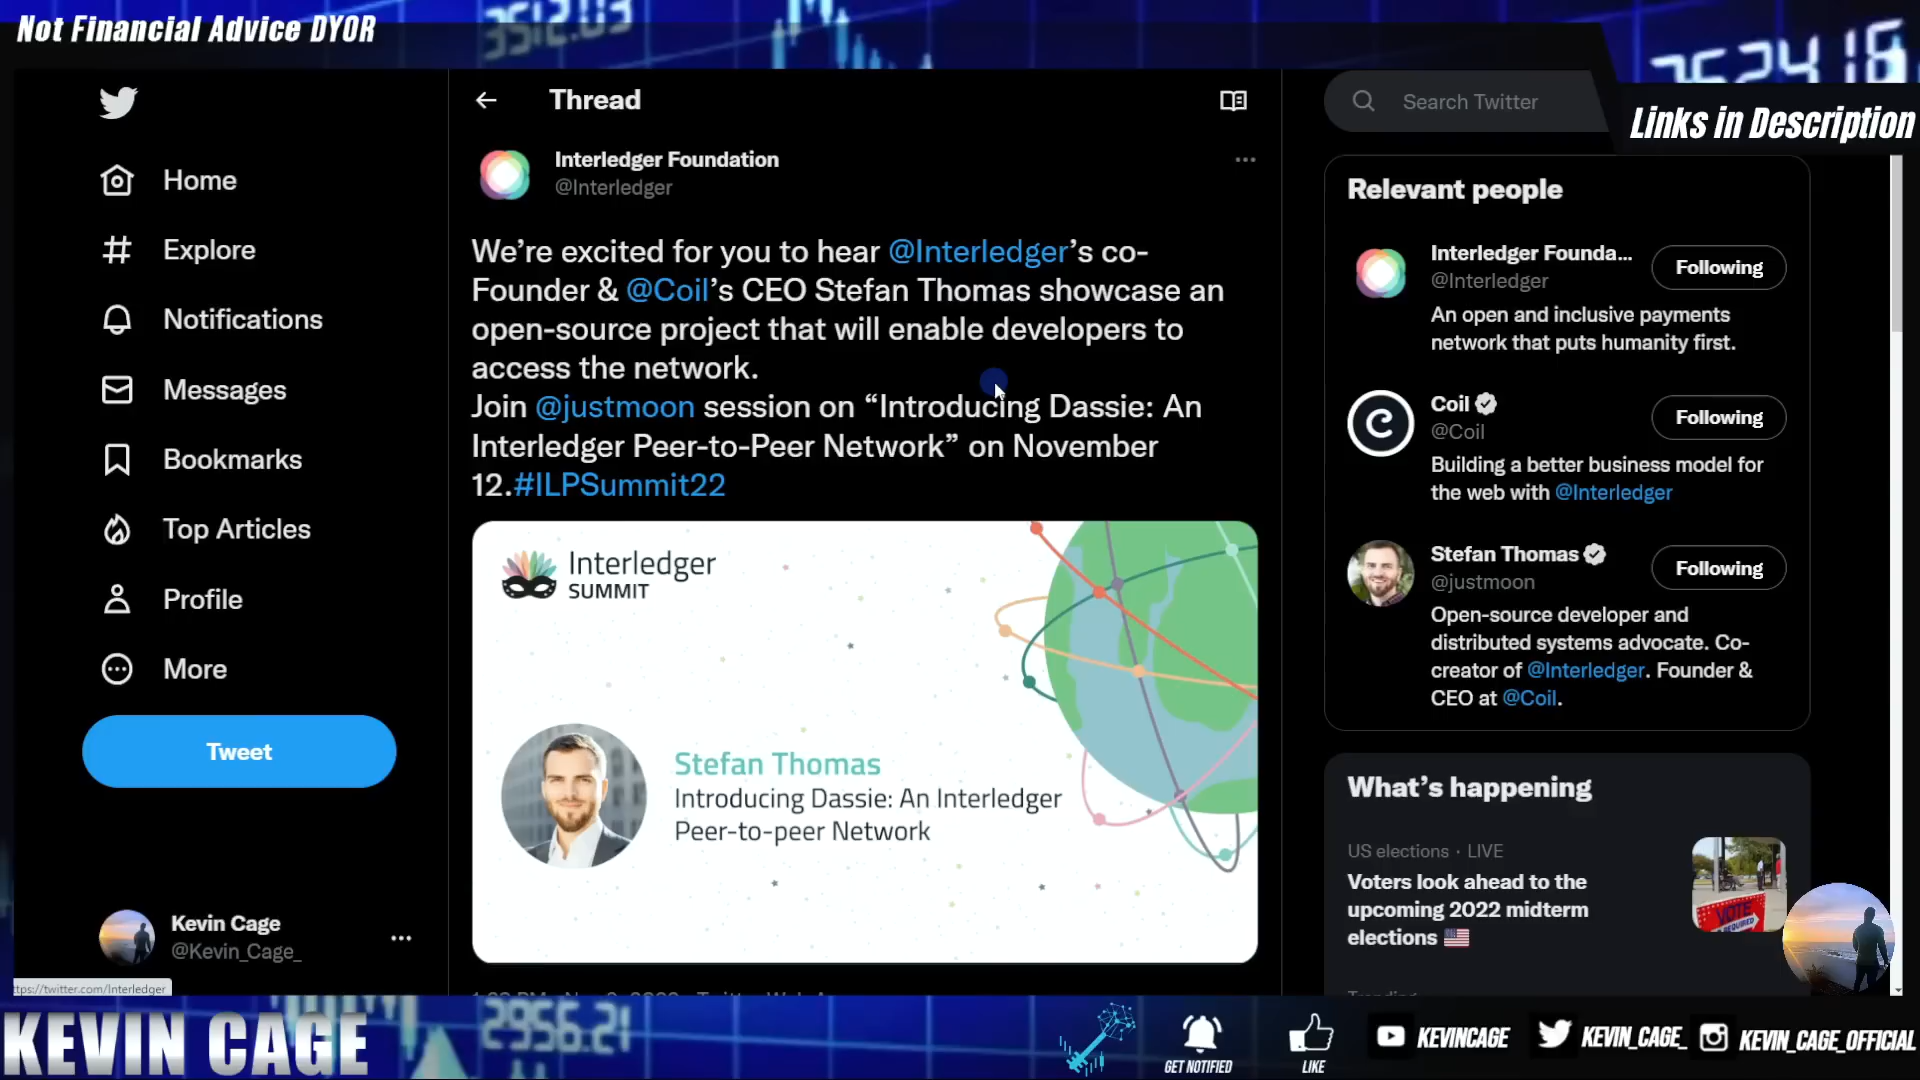 Not Financial Advice DYOR
3512.03
7524.16
Links in Description
Home
Explore
Notifications
Messages
Bookmarks
Top Articles
Profile
More
Tweet
Kevin Cage
@Kevin_Cage_
ttps://twitter.com/Interledger
Thread
Interledger Foundation
@Interledger
We’re excited for you to hear @Interledger’s co-
Founder & @Coil’s CEO Stefan Thomas showcase an
open-source project that will enable developers to
access the network.
Join @justmoon session on “Introducing Dassie: An
Interledger Peer-to-Peer Network” on November
12.#ILPSummit22
Interledger
SUMMIT
Stefan Thomas
Introducing Dassie: An Interledger
Peer-to-peer Network
Search Twitter
Relevant people
Interledger Founda...
@Interledger
Following
An open and inclusive payments
network that puts humanity first.
Coil
@Coil
Following
Building a better business model for
the web with @Interledger
Stefan Thomas
@justmoon
Following
Open-source developer and
distributed systems advocate. Co-
creator of @Interledger. Founder &
CEO at @Coil.
What’s happening
US elections · LIVE
Voters look ahead to the
upcoming 2022 midterm
elections
VOTE
KEVIN CAGE
2956.21
GET NOTIFIED
LIKE
KEVINCAGE
KEVIN_CAGE_
KEVIN_CAGE_OFFICIAL